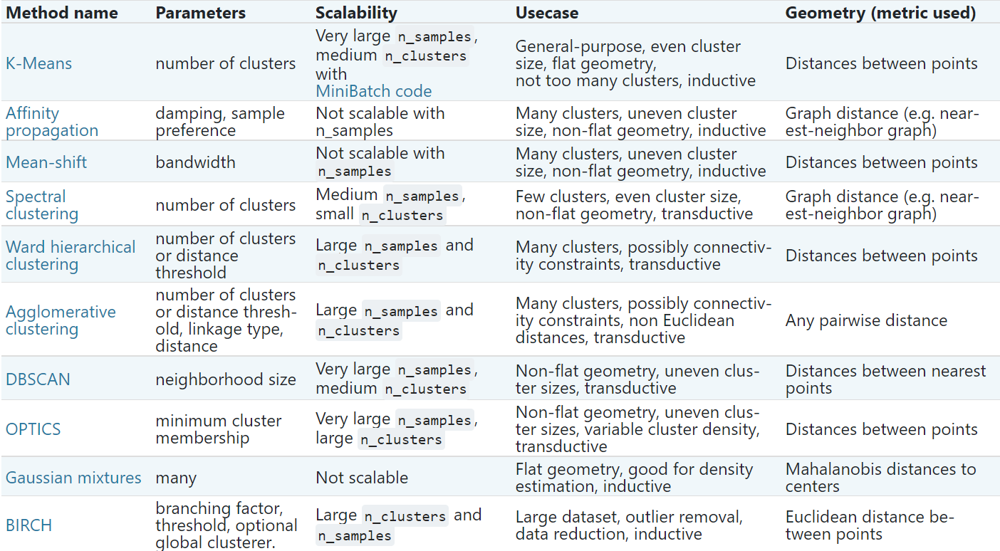 Method name Parameters Scalability Usecase Geometry (metric used)
K-Means
number of clusters
Very large n_samples,
medium n_clusters
with
MiniBatch code
General-purpose, even cluster
size, flat geometry,
not too many clusters, inductive
Distances between points
Affinity
propagation
damping, sample
preference
Not scalable with
n_samples
Many clusters, uneven cluster
size, non-flat geometry, inductive
Graph distance (e.g. near-
est-neighbor graph)
Mean-shift
bandwidth
Not scalable with
n_samples
Many clusters, uneven cluster
size, non-flat geometry, inductive
Distances between points
Spectral
clustering
number of clusters
Medium n_samples,
small n_clusters
Few clusters, even cluster size,
non-flat geometry, transductive
Graph distance (e.g. near-
est-neighbor graph)
Ward hierarchical
clustering
number of clusters
or distance
threshold
Large n_samples and
n_clusters
Many clusters, possibly connectiv-
ity constraints, transductive
Distances between points
Agglomerative
clustering
number of clusters
or distance thresh-
old, linkage type,
distance
Large n_samples and
n_clusters
Many clusters, possibly connectiv-
ity constraints, non Euclidean
distances, transductive
Any pairwise distance
DBSCAN
neighborhood size
Very large n_samples,
medium n_clusters
Non-flat geometry, uneven clus-
ter sizes, transductive
Distances between nearest
points
OPTICS
minimum cluster
membership
Very large n_samples,
large n_clusters
Non-flat geometry, uneven clus-
ter sizes, variable cluster density,
transductive
Distances between points
Gaussian mixtures
many
Not scalable
Flat geometry, good for density
estimation, inductive
Mahalanobis distances to
centers
BIRCH
branching factor,
threshold, optional
global clusterer.
Large n_clusters and
n_samples
Large dataset, outlier removal,
data reduction, inductive
Euclidean distance be-
tween points